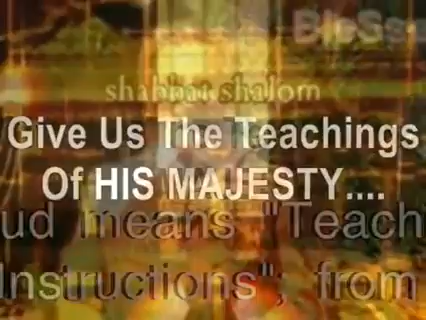 shabbat shalom
Give Us The Teachings
Of HIS MAJESTY....
ud means "Teach
Instructions"; from